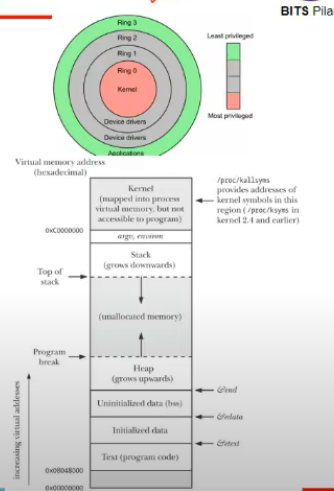 BITS Pila
Ring 3
Ring 2
Ring 1
Ring 0
Kernel
Device drivers
Device drivers
Applications
Least privileged
Most privileged
Virtual memory address
(hexadecimal)
Kernel
(mapped into process
virtual memory, but not
accessible to program)
/proc/kallsyms
provides addresses of
kernel symbols in this
region (/proc/ksyms in
kernel 2.4 and earlier)
0xC0000000
argv, environ
Stack
(grows downwards)
Top of
stack
(unallocated memory)
Program
break
Heap
(grows upwards)
&end
Uninitialized data (bss)
&edata
Initialized data
&etext
Text (program code)
0x08048000
0x00000000
increasing virtual addresses